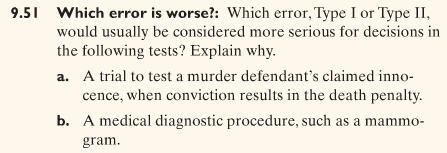 9.51 Which error is worse?: Which error, Type I or Type II,
would usually be considered more serious for decisions in
the following tests? Explain why.
a. A trial to test a murder defendant's claimed inno-
cence, when conviction results in the death penalty.
b. A medical diagnostic procedure, such as a mammo-
gram.